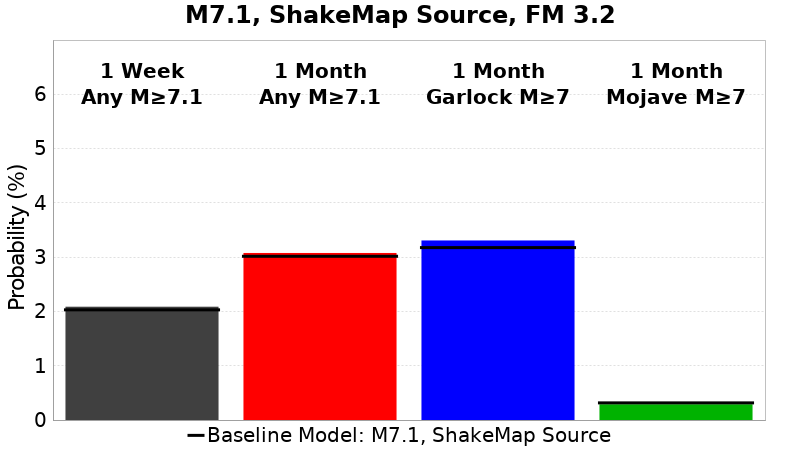 M7.1, ShakeMap Source, FM 3.2
1 Week
Any M≥7.1
1 Month
Any M≥7.1
1 Month
Garlock M≥7
1 Month
Mojave M≥7
Probability (%)
6
5
4
3
2
1
0
Baseline Model: M7.1, ShakeMap Source